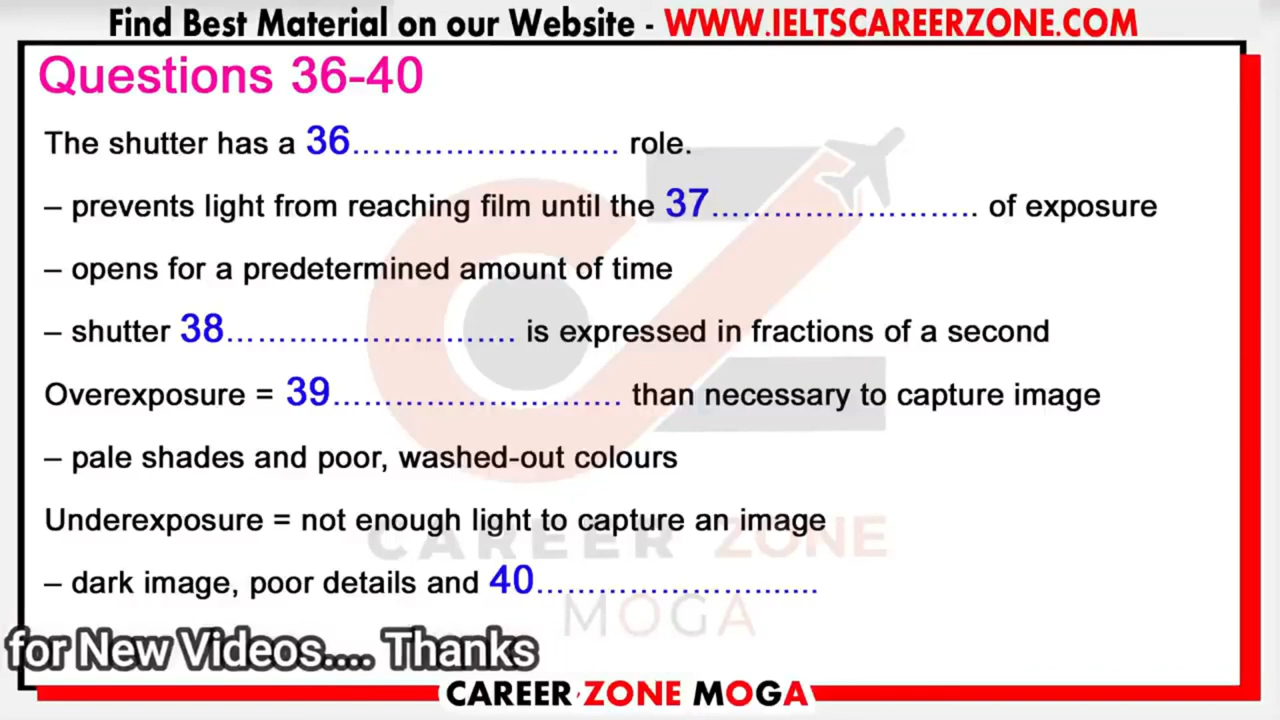 Find Best Material on our Website - WWW.IELTSCAREERZONE.COM
Questions 36-40
The shutter has a 36.............................. role.
– prevents light from reaching film until the 37.............................. of exposure
– opens for a predetermined amount of time
– shutter 38.............................. is expressed in fractions of a second
Overexposure = 39.............................. than necessary to capture image
– pale shades and poor, washed-out colours
Underexposure = not enough light to capture an image
CAREER ZONE
– dark image, poor details and 40..............................
MOGA
for New Videos.... Thanks
CAREER ZONE MOGA